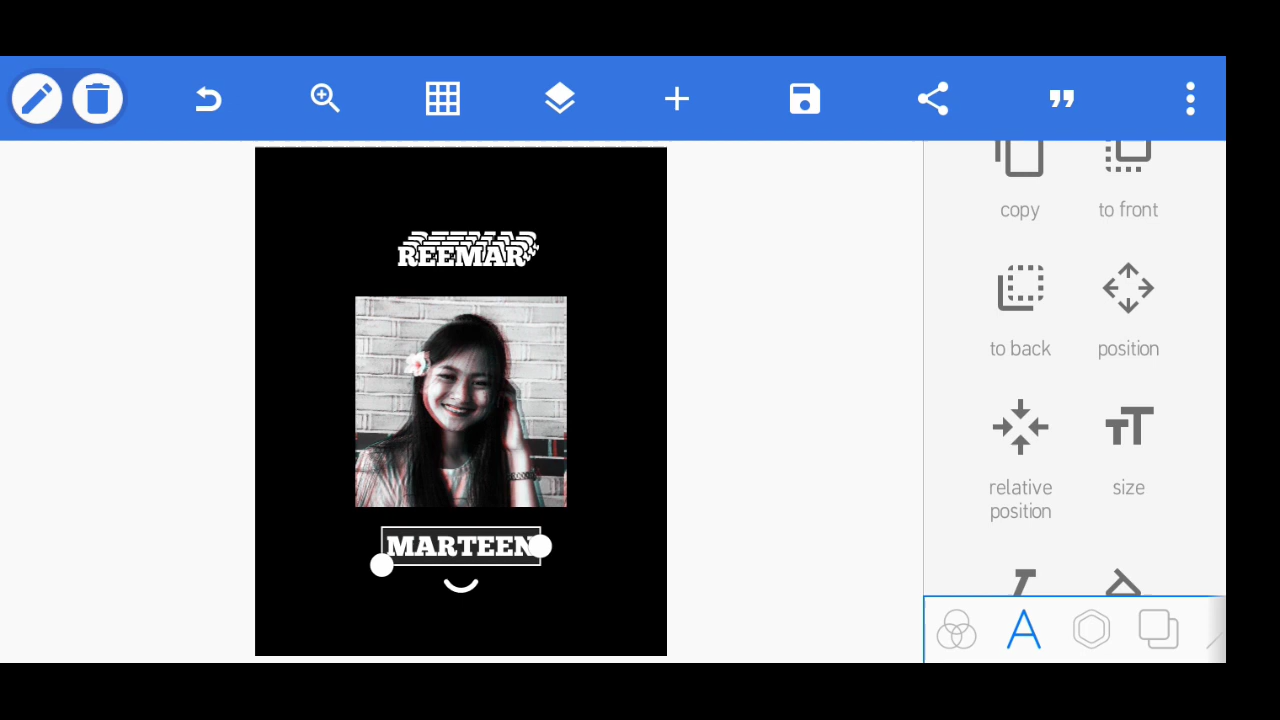 copy
to front
REEMAR
to back
position
relative
position
size
MARTEEN